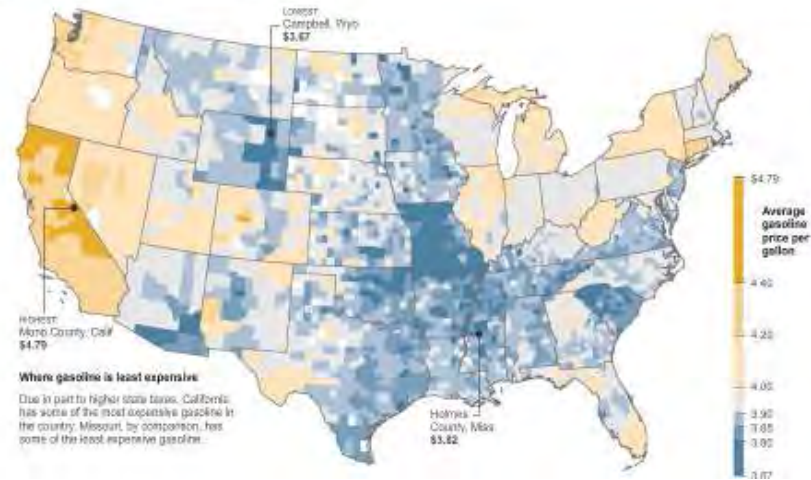 LOWEST:
Campbell, Wyo
$3.67
$4.79
Average
gasoline
price per
gallon
4.40
4.20
4.00
3.90
3.85
3.80
3.67
HIGHEST:
Mono County, Calif
$4.79
Where gasoline is least expensive
Due in part to higher state taxes, California
has some of the most expensive gasoline in
the country. Missouri, by comparison, has
some of the least expensive gasoline.
Holmes
County, Miss
$3.82